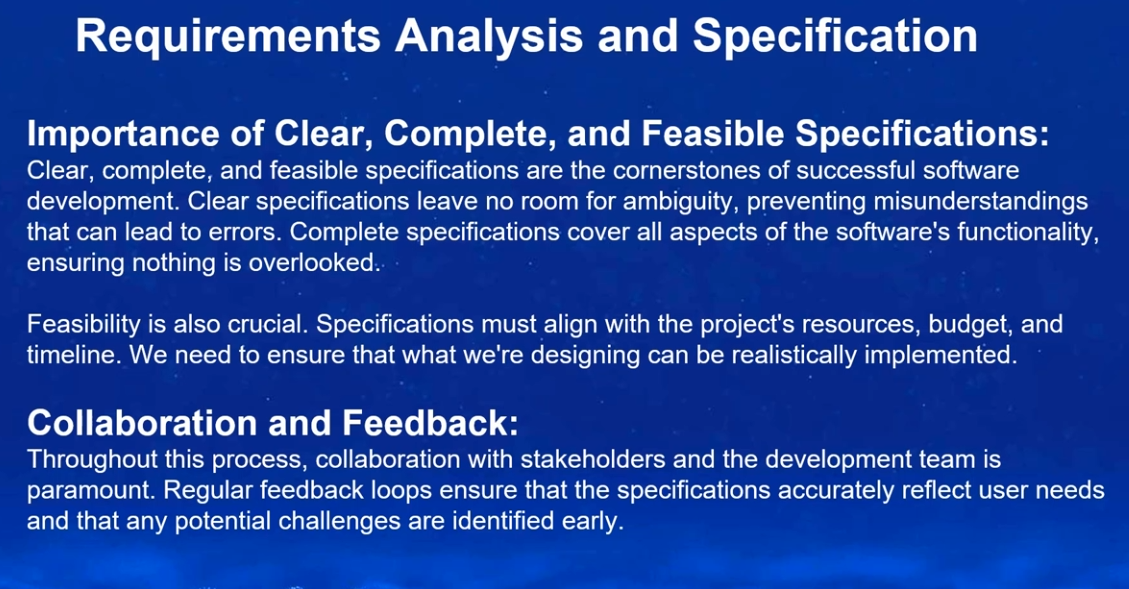 Requirements Analysis and Specification
Importance of Clear, Complete, and Feasible Specifications:
Clear, complete, and feasible specifications are the cornerstones of successful software
development. Clear specifications leave no room for ambiguity, preventing misunderstandings
that can lead to errors. Complete specifications cover all aspects of the software's functionality,
ensuring nothing is overlooked.
Feasibility is also crucial. Specifications must align with the project's resources, budget, and
timeline. We need to ensure that what we're designing can be realistically implemented.
Collaboration and Feedback:
Throughout this process, collaboration with stakeholders and the development team is
paramount. Regular feedback loops ensure that the specifications accurately reflect user needs
and that any potential challenges are identified early.